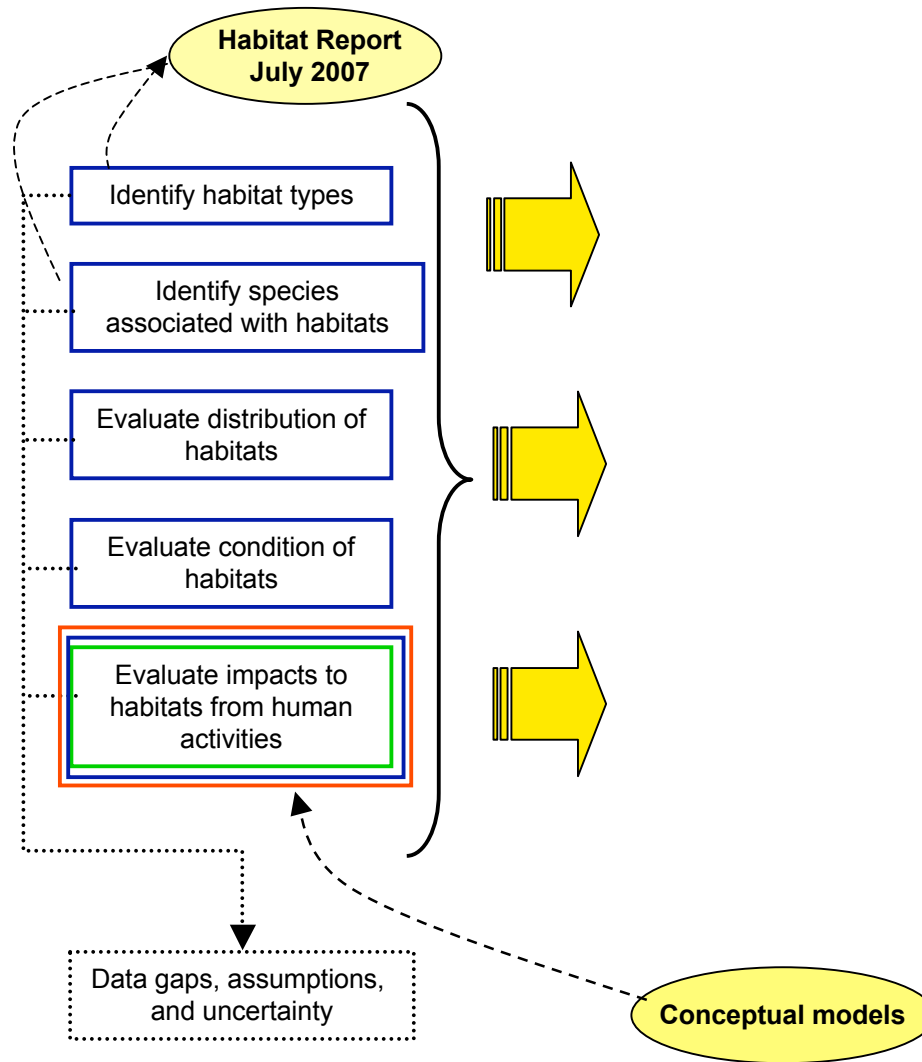 Habitat Report
July 2007
Identify habitat types
Identify species
associated with habitats
Evaluate distribution of
habitats
Evaluate condition of
habitats
Evaluate impacts to
habitats from human
activities
Data gaps, assumptions,
and uncertainty
Conceptual models